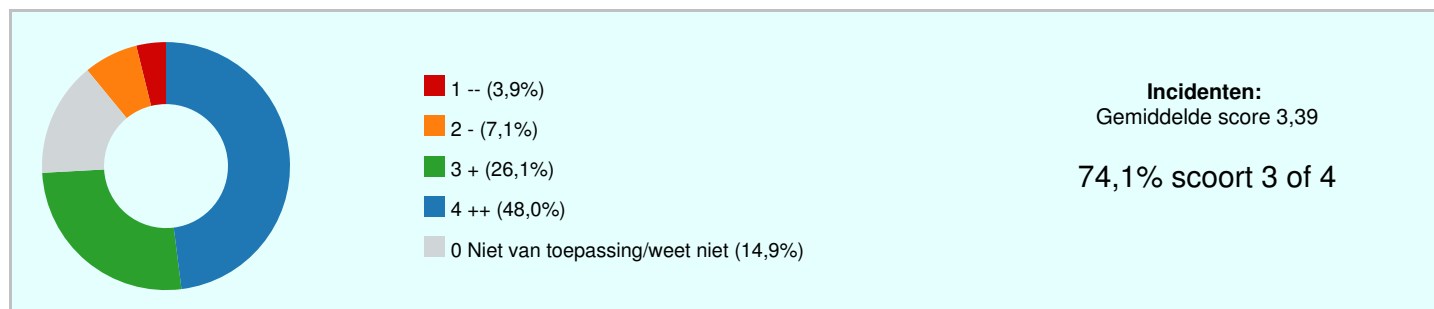 1 -- (3,9%)
2 - (7,1%)
3 + (26,1%)
4 ++ (48,0%)
0 Niet van toepassing/weet niet (14,9%)
Incidenten:
Gemiddelde score 3,39
74,1% scoort 3 of 4